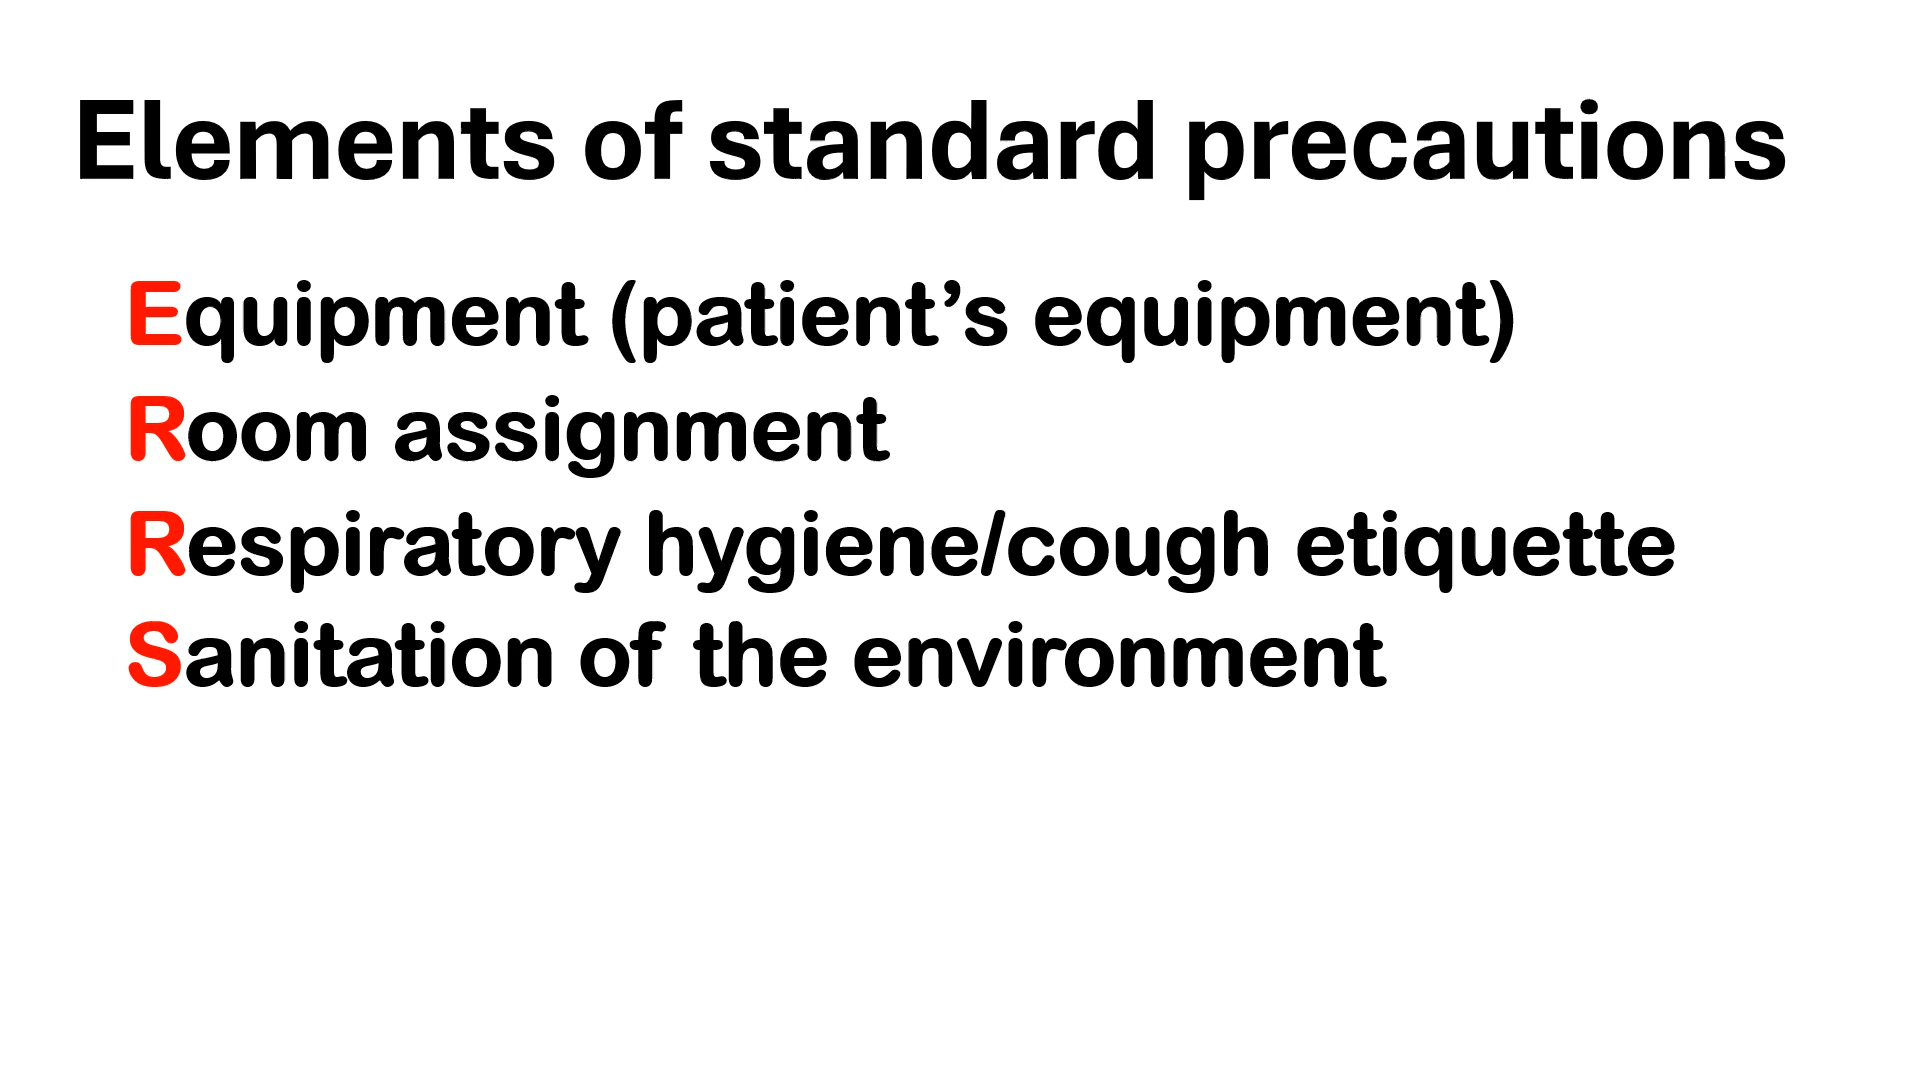 Elements of standard precautions
Equipment (patient’s equipment)
Room assignment
Respiratory hygiene/cough etiquette
Sanitation of the environment